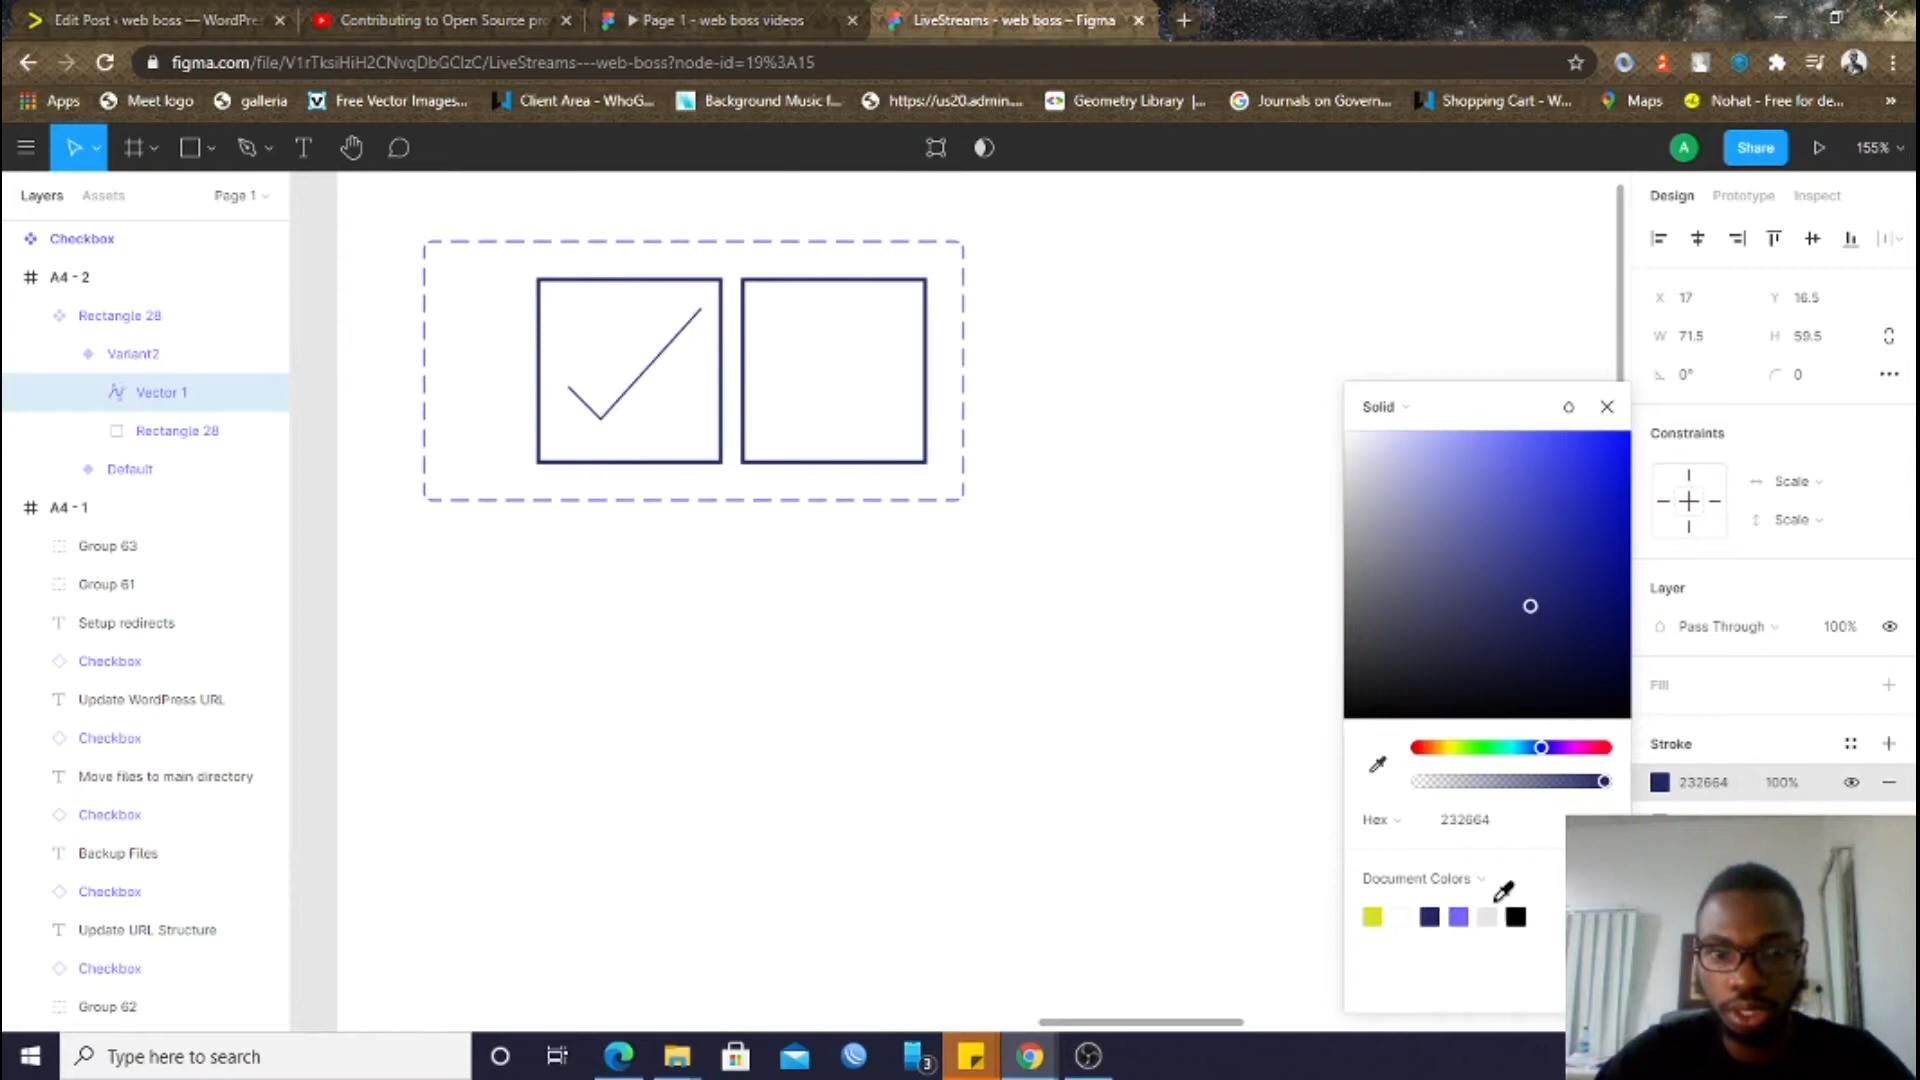 Edit Post ‹ web boss — WordPre
Contributing to Open Source pro
Page 1 - web boss videos
LiveStreams - web boss – Figma
figma.com/file/V1rTksiHiH2CNvqDbGClzC/LiveStreams---web-boss?node-id=19%3A15
Apps
Meet logo
galleria
Free Vector Images...
Client Area - WhoG...
Background Music f...
https://us20.admin....
Geometry Library |...
Journals on Govern...
Shopping Cart - W...
Maps
Nohat - Free for de...
»
A
Share
155%
Layers
Assets
Page 1
Checkbox
A4 - 2
Rectangle 28
Variant2
Vector 1
Rectangle 28
Default
A4 - 1
Group 63
Group 61
Setup redirects
Checkbox
Update WordPress URL
Checkbox
Move files to main directory
Checkbox
Backup Files
Checkbox
Update URL Structure
Checkbox
Group 62
Solid
Hex
232664
Document Colors
Design
Prototype
Inspect
X 17
Y 16.5
W 71.5
H 59.5
0°
0
Constraints
Scale
Scale
Layer
Pass Through
100%
Fill
Stroke
232664
100%
Type here to search
3